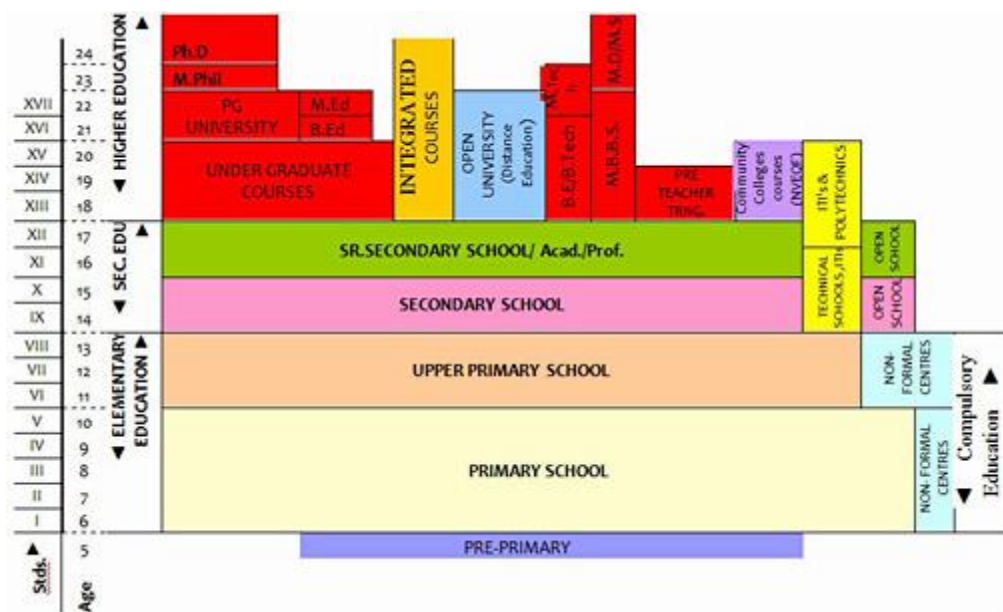 HIGHER EDUCATION
24
Ph.D
23
M.Phil
XVII
22
PG
UNIVERSITY
M.Ed
XVI
21
B.Ed
XV
20
UNDER GRADUATE
COURSES
XIV
19
XIII
18
INTEGRATED
COURSES
OPEN
UNIVERSITY
(Distance
Education)
M.Tec
h
B.E/B.Tech
M.D/M.S
M.B.B.S.
PRE
TEACHER
TRNG.
Community
Colleges
courses
(NVEQF)
ITI's &
POLYTECHNICS
SEC. EDU
XII
17
XI
16
SR.SECONDARY SCHOOL/ Acad./Prof.
OPEN
SCHOOL
X
15
IX
14
SECONDARY SCHOOL
TECHNICAL
SCHOOLS,
OPEN
SCHOOL
ELEMENTARY
EDUCATION
VIII
13
VII
12
VI
11
UPPER PRIMARY SCHOOL
NON-
FORMAL
CENTRES
V
10
IV
9
III
8
II
7
I
6
PRIMARY SCHOOL
NON- FORMAL
CENTRES
Compulsory
Education
5
PRE-PRIMARY
Stds.
Age